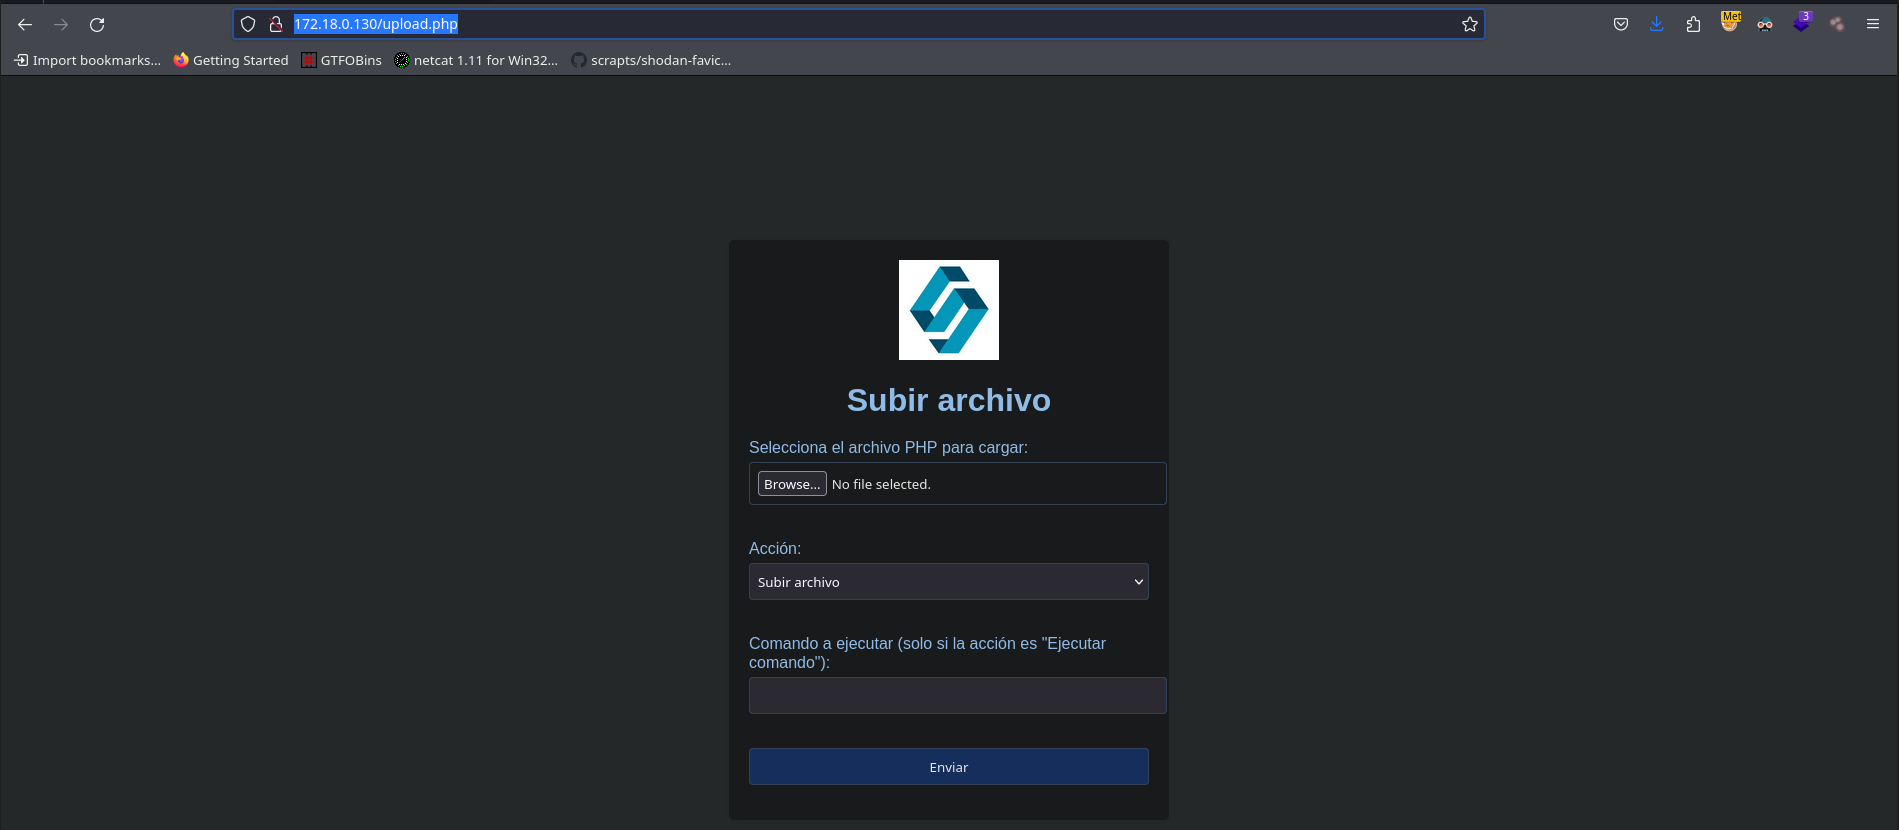 172.18.0.130/upload.php
Met
3
Import bookmarks... Getting Started GTFOBins netcat 1.11 for Win32... scrapts/shodan-favic...
Subir archivo
Selecciona el archivo PHP para cargar:
Browse... No file selected.
Acción:
Subir archivo
Comando a ejecutar (solo si la acción es "Ejecutar
comando"):
Enviar